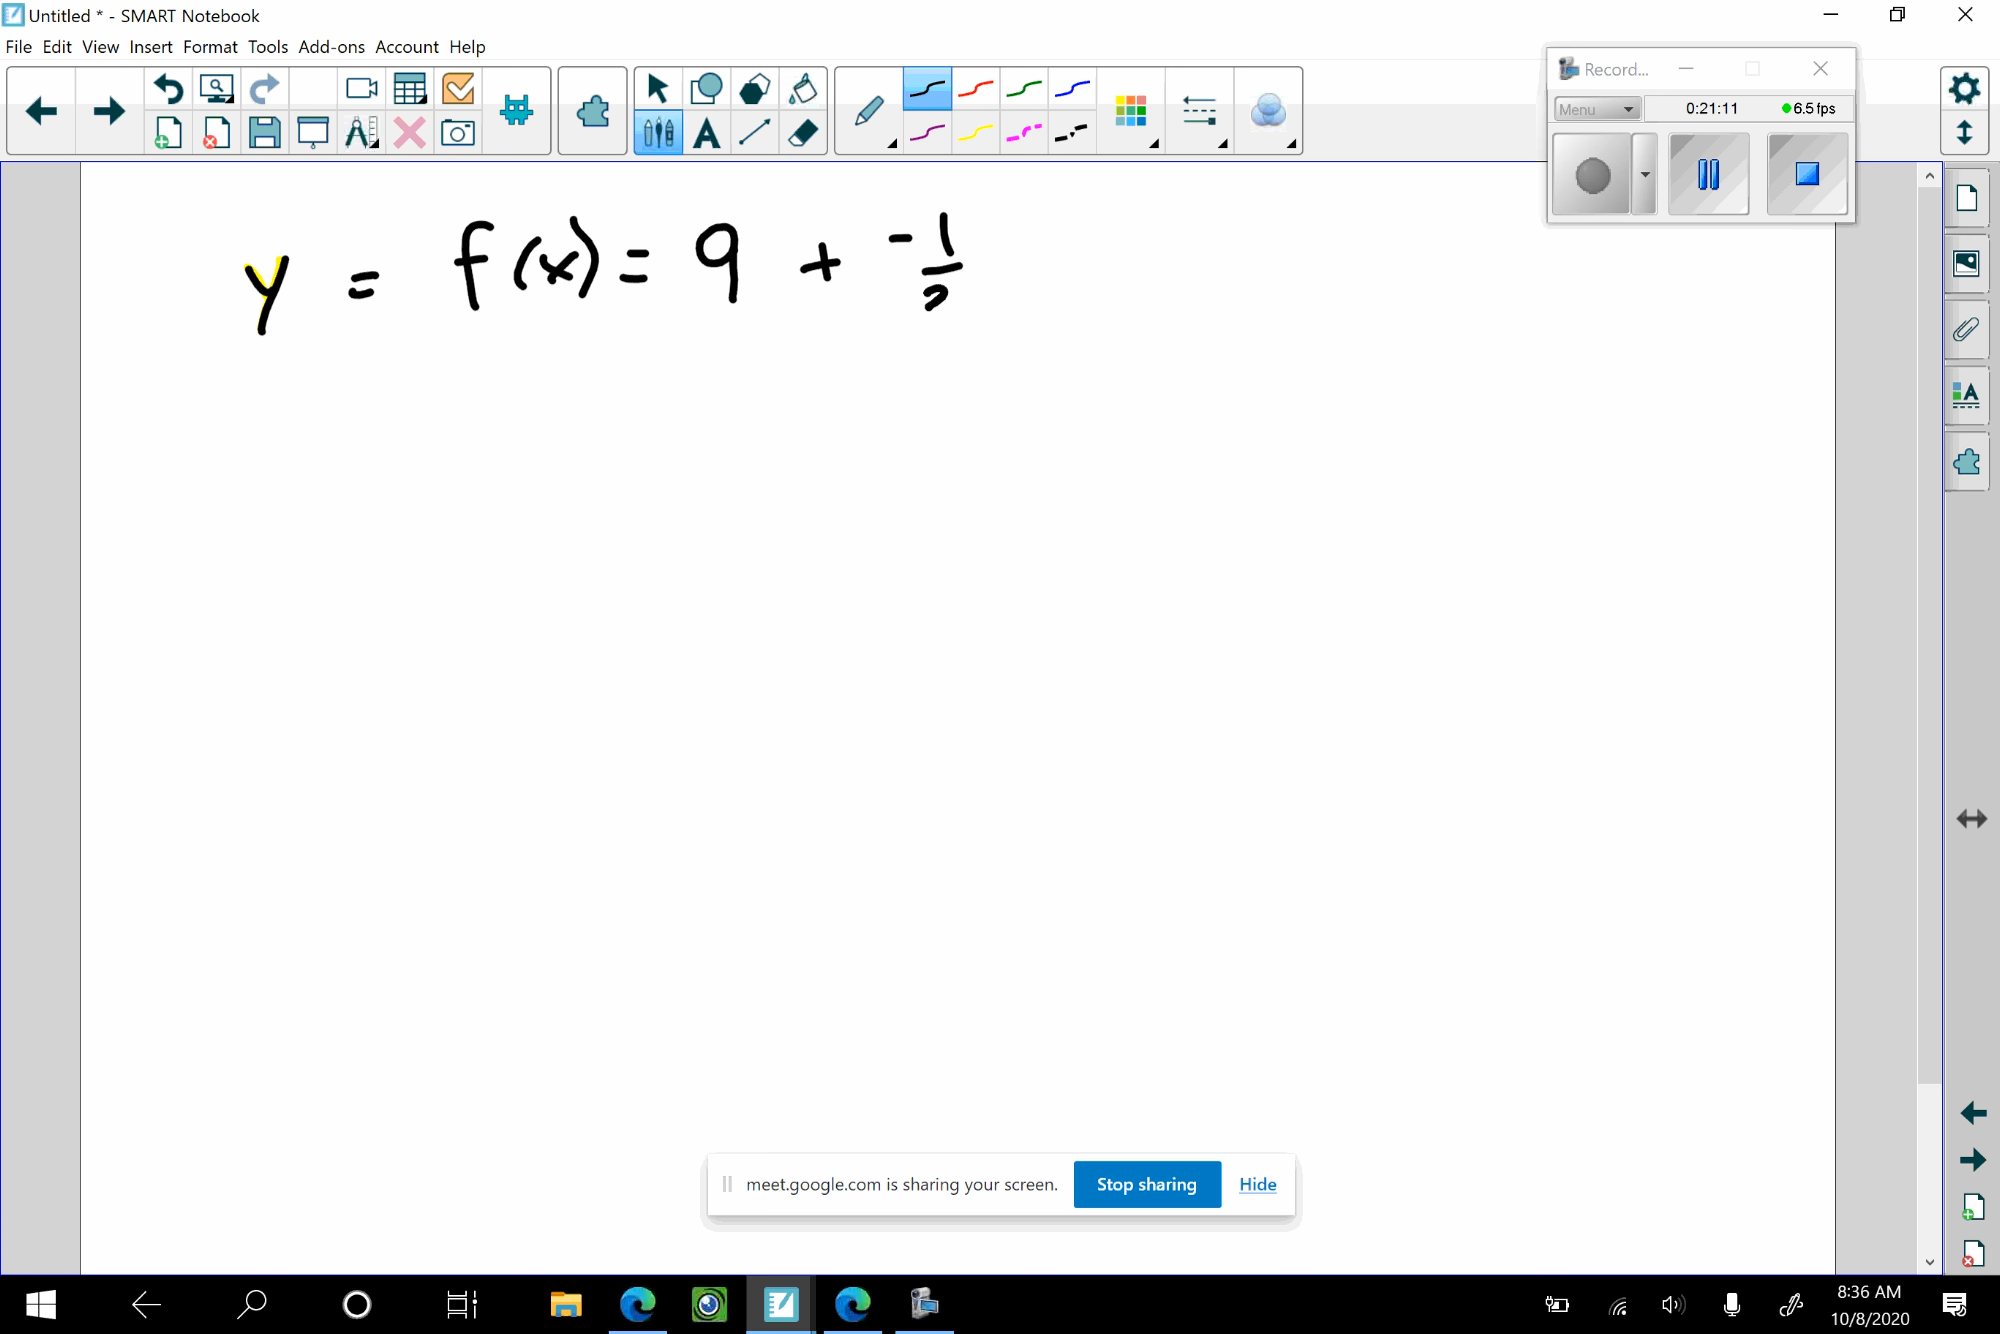 Untitled * - SMART Notebook
File Edit View Insert Format Tools Add-ons Account Help
Record...
Menu 0:21:11 6.5 fps
A
y = f(x) = 9 + -1/2
A
meet.google.com is sharing your screen. Stop sharing Hide
8:36 AM
10/8/2020